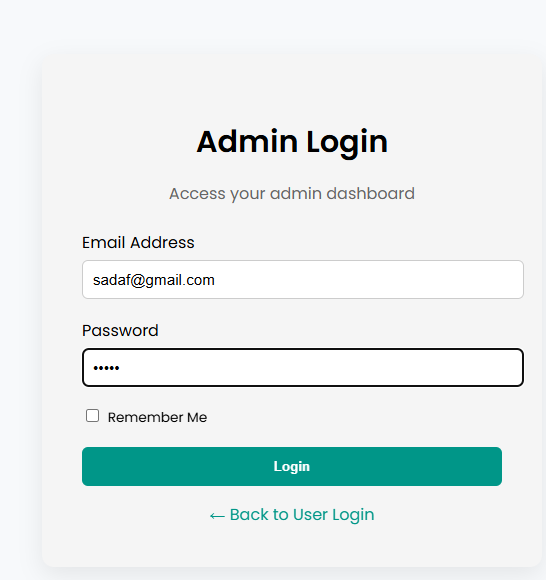 Admin Login
Access your admin dashboard
Email Address
sadaf@gmail.com
Password
•••••
Remember Me
Login
← Back to User Login